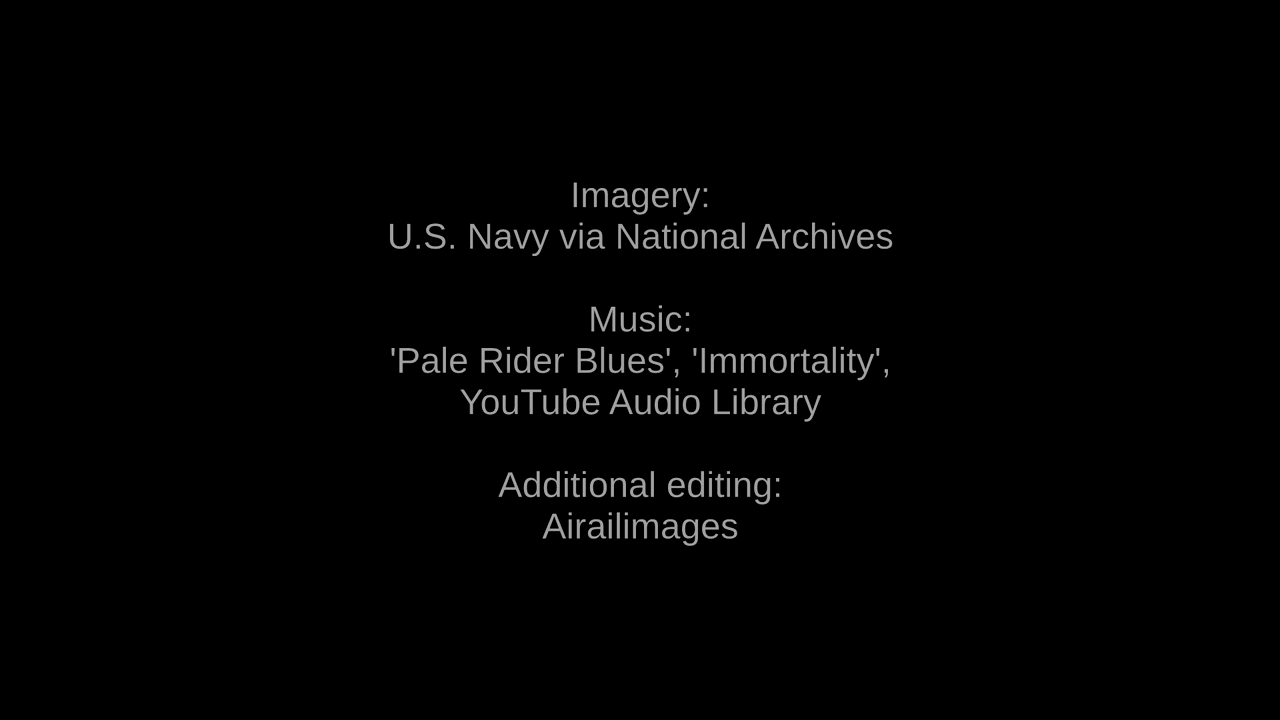 Imagery:
U.S. Navy via National Archives
Music:
'Pale Rider Blues', 'Immortality',
YouTube Audio Library
Additional editing:
Airailimages